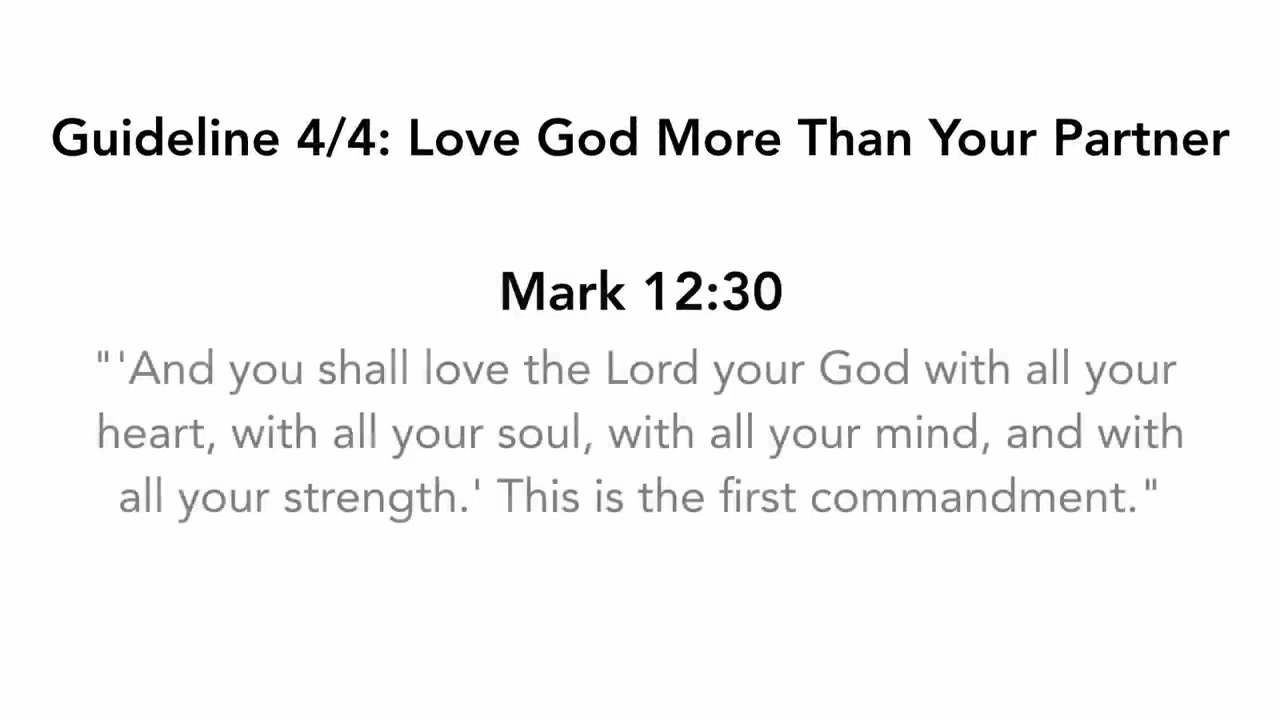 Guideline 4/4: Love God More Than Your Partner
Mark 12:30
"'And you shall love the Lord your God with all your
heart, with all your soul, with all your mind, and with
all your strength.' This is the first commandment."